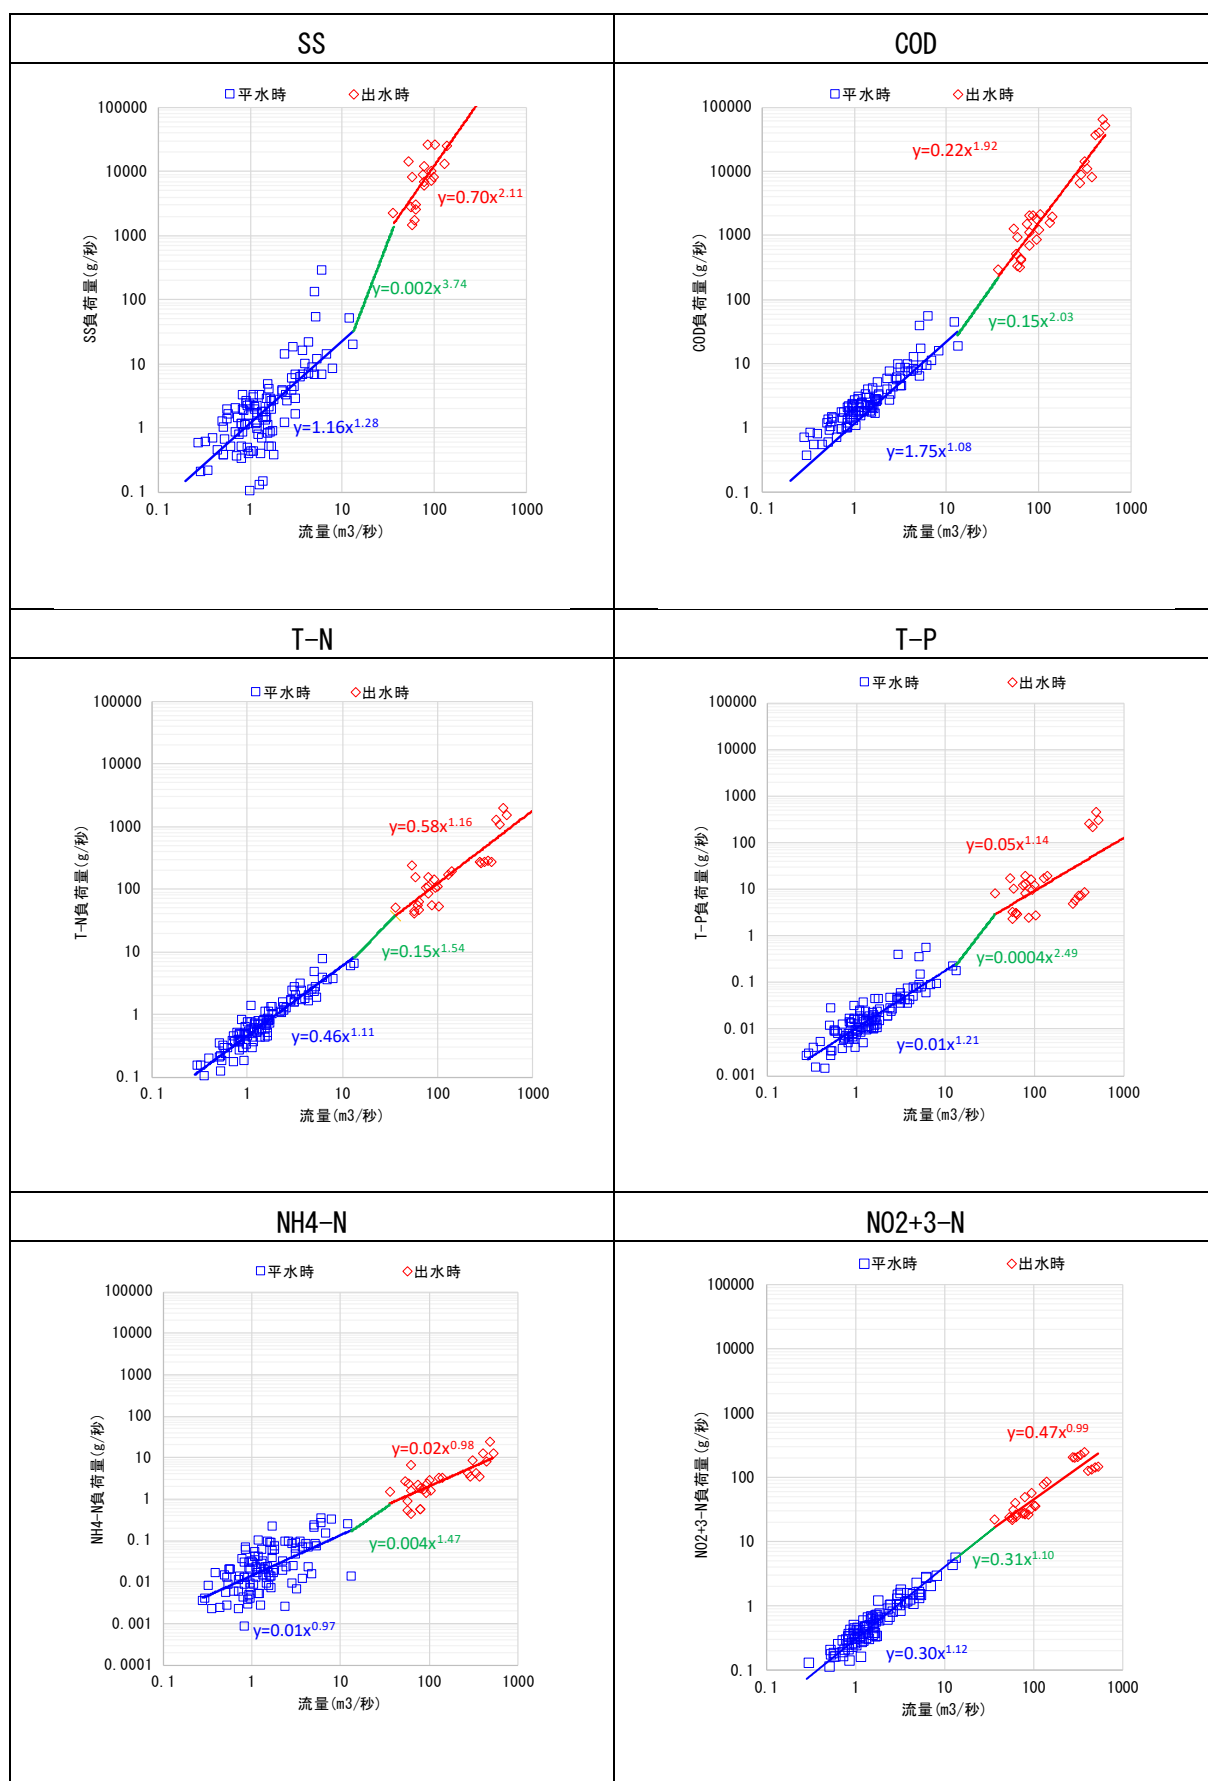 SS
COD
□平水時 ◇出水時
100000
10000
1000
100
10
1
0.1
0.1 1 10 100 1000
SS負荷量(g/秒)
流量(m3/秒)
y=0.70x2.11
y=0.002x3.74
y=1.16x1.28
□平水時 ◇出水時
100000
10000
1000
100
10
1
0.1
0.1 1 10 100 1000
COD負荷量(g/秒)
流量(m3/秒)
y=0.22x1.92
y=0.15x2.03
y=1.75x1.08
T-N
T-P
□平水時 ◇出水時
100000
10000
1000
100
10
1
0.1
0.1 1 10 100 1000
T-N負荷量(g/秒)
流量(m3/秒)
y=0.58x1.16
y=0.15x1.54
y=0.46x1.11
□平水時 ◇出水時
100000
10000
1000
100
10
1
0.1
0.01
0.001
0.1 1 10 100 1000
T-P負荷量(g/秒)
流量(m3/秒)
y=0.05x1.14
y=0.0004x2.49
y=0.01x1.21
NH4-N
NO2+3-N
□平水時 ◇出水時
100000
10000
1000
100
10
1
0.1
0.01
0.001
0.0001
0.1 1 10 100 1000
NH4-N負荷量(g/秒)
流量(m3/秒)
y=0.02x0.98
y=0.004x1.47
y=0.01x0.97
□平水時 ◇出水時
100000
10000
1000
100
10
1
0.1
0.1 1 10 100 1000
NO2+3-N負荷量(g/秒)
流量(m3/秒)
y=0.47x0.99
y=0.31x1.10
y=0.30x1.12